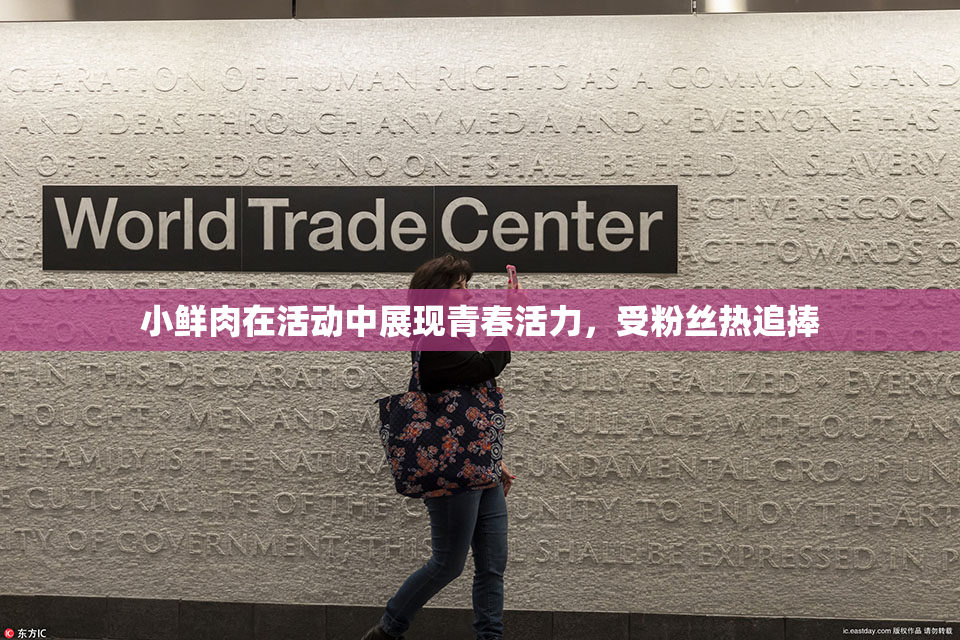 CLARATION OF HUMAN RIGHTS AS A COMMON STAND
AND IDEAS THROUGH ANY MEDIA AND EVERYONE HAS
OF THIS PLEDGE NO ONE SHALL BE HELD IN SLAVERY
World Trade Center
ECTIVE RECOGN
ACT TOWARDS O
小鲜肉在活动中展现青春活力，受粉丝热追捧
IN THIS DECLARATION FULLY REALIZED EVERYO
THOUGHT MEN AND OF FULL AGE WITHO
E FAMILY IS THE NATURA FUNDAMENTAL GROUP
E CULTURAL LIFE OF THE UNITY, TO ENJOY THE ART
TY OF GOVERNMENT; THIS SHALL BE EXPRESSED IN P
东方IC
ic.eastday.com 版权作品 请勿转载